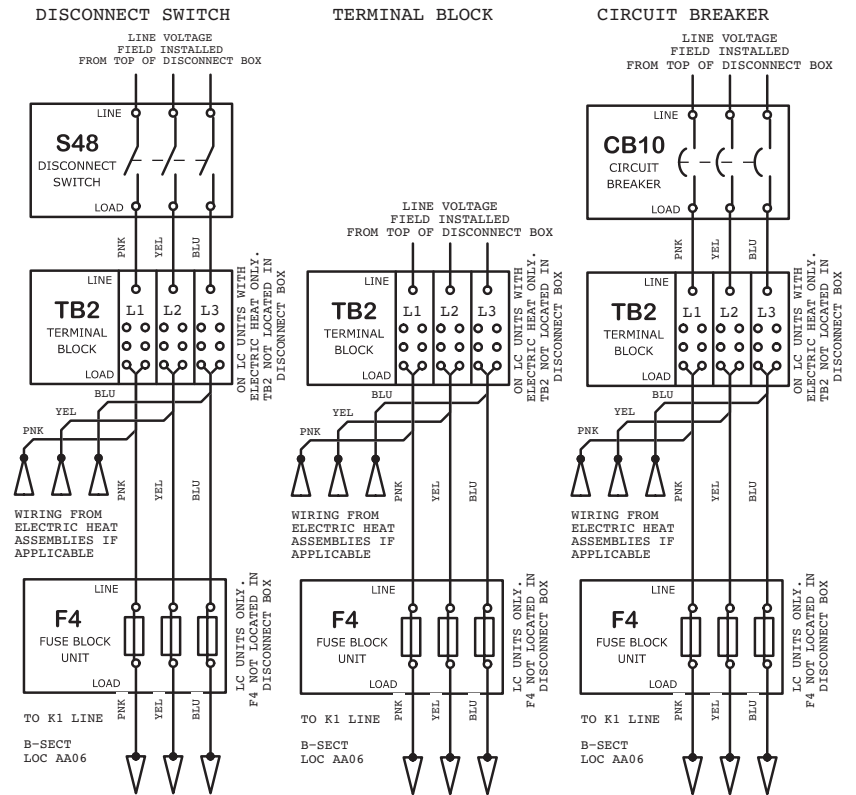 DISCONNECT SWITCH
LINE VOLTAGE
FIELD INSTALLED
FROM TOP OF DISCONNECT BOX
LINE
S48
DISCONNECT
SWITCH
LOAD
PNK
YEL
BLU
LINE
TB2
TERMINAL
BLOCK
L1
L2
L3
LOAD
ON LC UNITS WITH
ELECTRIC HEAT ONLY.
TB2 NOT LOCATED IN
DISCONNECT BOX
BLU
YEL
PNK
PNK
YEL
BLU
WIRING FROM
ELECTRIC HEAT
ASSEMBLIES IF
APPLICABLE
LINE
F4
FUSE BLOCK
UNIT
LOAD
LC UNITS ONLY.
F4 NOT LOCATED IN
DISCONNECT BOX
PNK
YEL
BLU
TO K1 LINE
B-SECT
LOC AA06
TERMINAL BLOCK
LINE VOLTAGE
FIELD INSTALLED
FROM TOP OF DISCONNECT BOX
LINE
TB2
TERMINAL
BLOCK
L1
L2
L3
LOAD
ON LC UNITS WITH
ELECTRIC HEAT ONLY.
TB2 NOT LOCATED IN
DISCONNECT BOX
BLU
YEL
PNK
PNK
YEL
BLU
WIRING FROM
ELECTRIC HEAT
ASSEMBLIES IF
APPLICABLE
LINE
F4
FUSE BLOCK
UNIT
LOAD
LC UNITS ONLY.
F4 NOT LOCATED IN
DISCONNECT BOX
PNK
YEL
BLU
TO K1 LINE
B-SECT
LOC AA06
CIRCUIT BREAKER
LINE VOLTAGE
FIELD INSTALLED
FROM TOP OF DISCONNECT BOX
LINE
CB10
CIRCUIT
BREAKER
LOAD
PNK
YEL
BLU
LINE
TB2
TERMINAL
BLOCK
L1
L2
L3
LOAD
ON LC UNITS WITH
ELECTRIC HEAT ONLY.
TB2 NOT LOCATED IN
DISCONNECT BOX
BLU
YEL
PNK
PNK
YEL
BLU
WIRING FROM
ELECTRIC HEAT
ASSEMBLIES IF
APPLICABLE
LINE
F4
FUSE BLOCK
UNIT
LOAD
LC UNITS ONLY.
F4 NOT LOCATED IN
DISCONNECT BOX
PNK
YEL
BLU
TO K1 LINE
B-SECT
LOC AA06